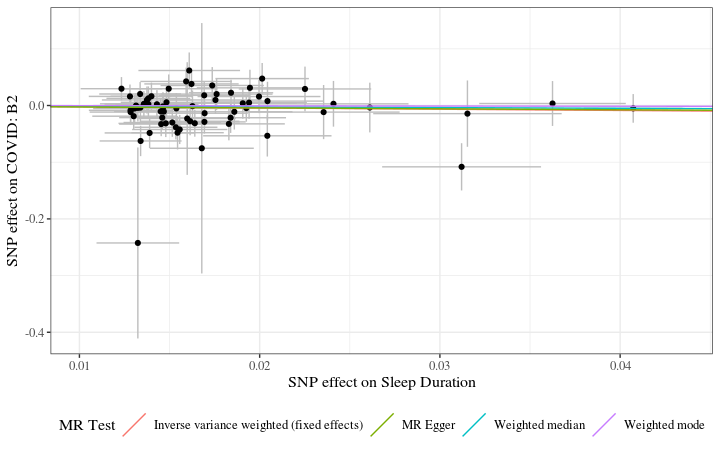 SNP effect on COVID: B2
0.0
-0.2
-0.4
0.01 0.02 0.03 0.04
SNP effect on Sleep Duration
MR Test Inverse variance weighted (fixed effects) MR Egger Weighted median Weighted mode